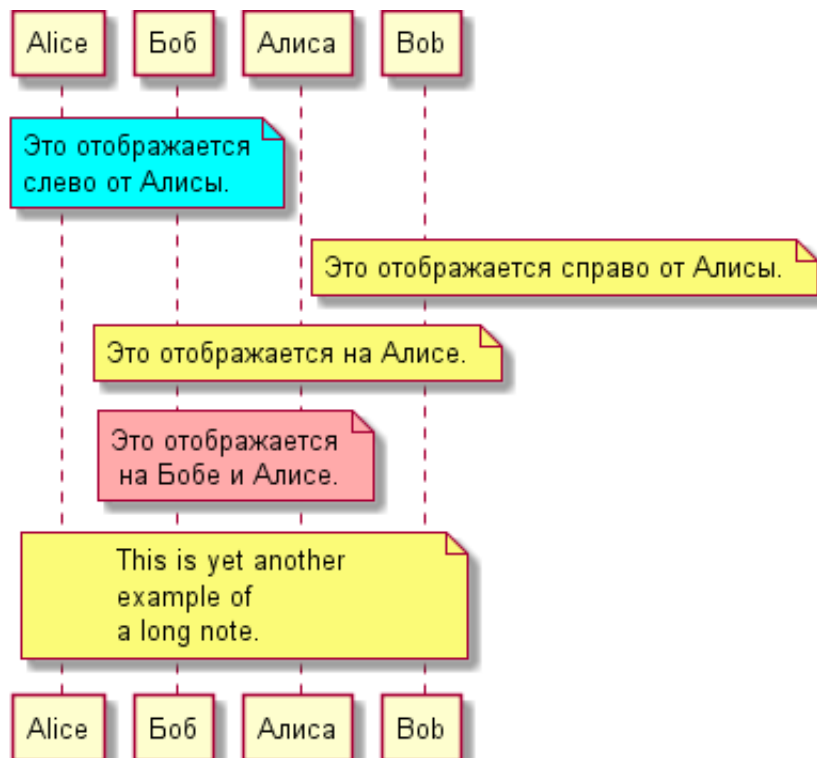 Alice Боб Алиса Bob
Это отображается
слево от Алисы.
Это отображается справо от Алисы.
Это отображается на Алисе.
Это отображается
на Бобе и Алисе.
This is yet another
example of
a long note.
Alice Боб Алиса Bob